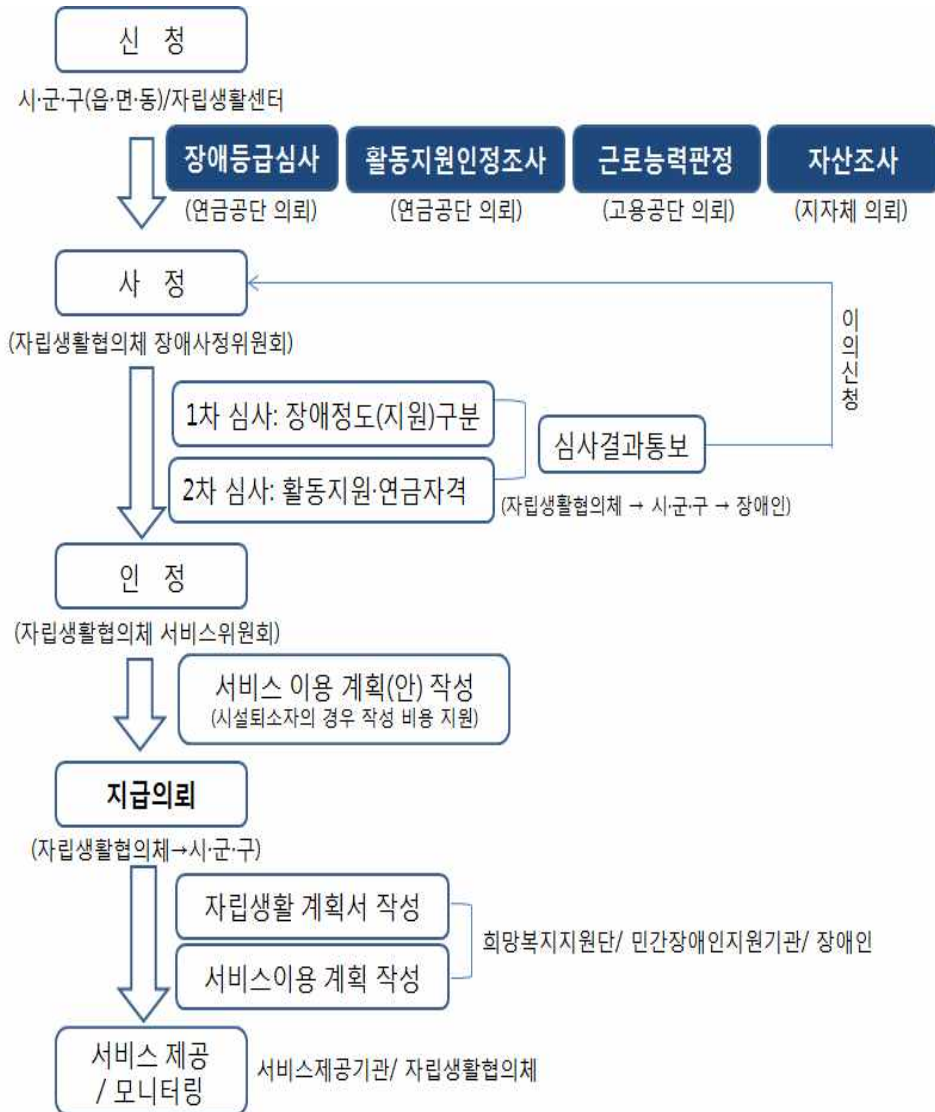 신 청
시·군·구(읍·면·동)/자립생활센터
장애등급심사 활동지원인정조사 근로능력판정 자산조사
(연금공단 의뢰) (연금공단 의뢰) (고용공단 의뢰) (지자체 의뢰)
사 정
(자립생활협의체 장애사정위원회)
이의신청
1차 심사: 장애정도(지원)구분
심사결과통보
2차 심사: 활동지원·연금자격
(자립생활협의체 → 시·군·구 → 장애인)
인 정
(자립생활협의체 서비스위원회)
서비스 이용 계획(안) 작성
(시설퇴소자의 경우 작성 비용 지원)
지급의뢰
(자립생활협의체→시·군·구)
자립생활 계획서 작성
희망복지지원단/ 민간장애인지원기관/ 장애인
서비스이용 계획 작성
서비스 제공
/ 모니터링
서비스제공기관/ 자립생활협의체